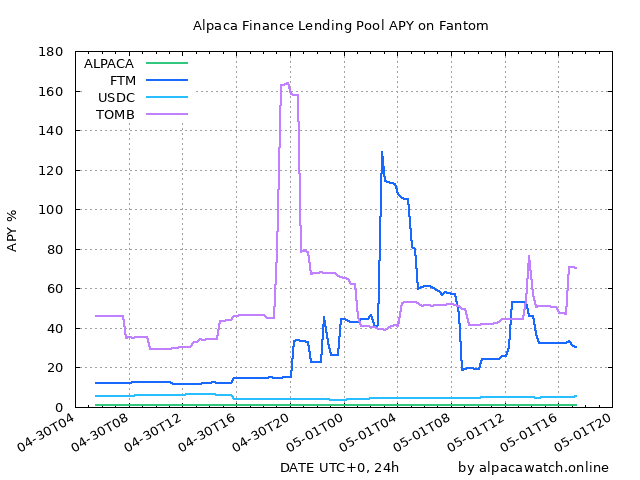 Alpaca Finance Lending Pool APY on Fantom
180
160
140
120
100
80
60
40
20
0
APY %
ALPACA
FTM
USDC
TOMB
04-30T04
04-30T08
04-30T12
04-30T16
04-30T20
05-01T00
05-01T04
05-01T08
05-01T12
05-01T16
05-01T20
DATE UTC+0, 24h
by alpacawatch.online